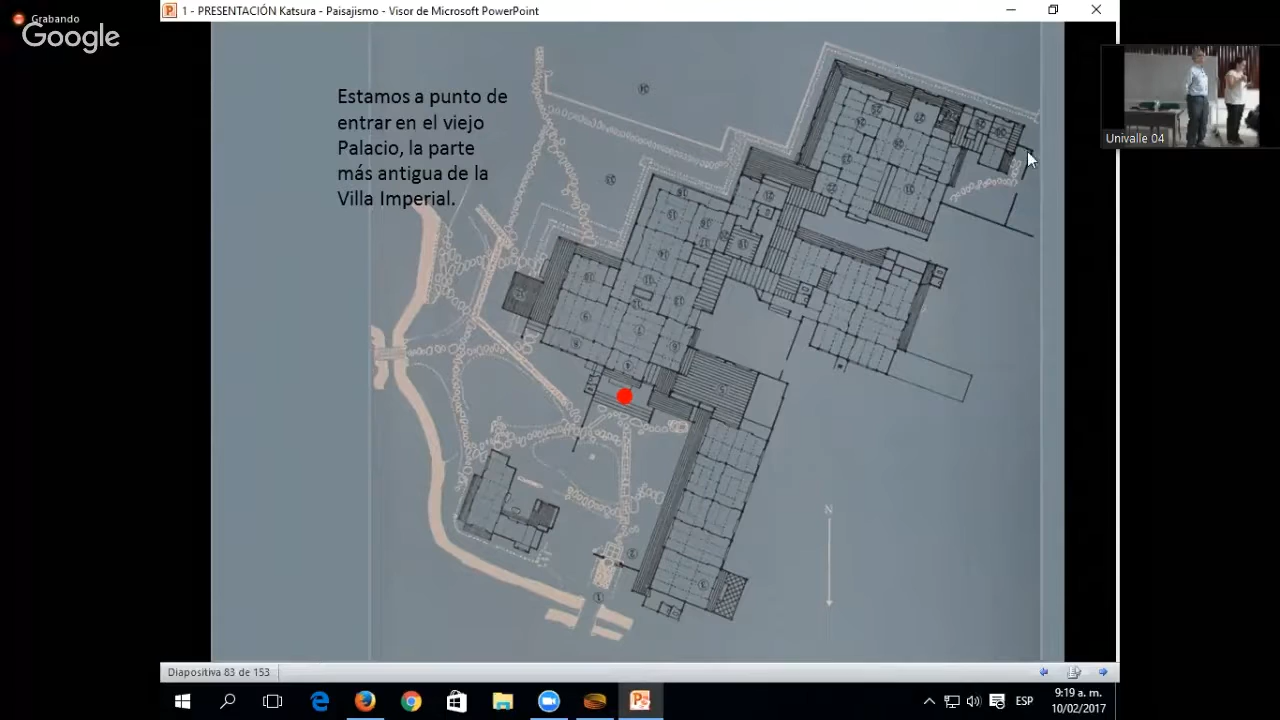 Grabando
Google
1 - PRESENTACIÓN Katsura - Paisajismo - Visor de Microsoft PowerPoint
Estamos a punto de
entrar en el viejo
Palacio, la parte
más antigua de la
Villa Imperial.
Univalle 04
N
Diapositiva 83 de 153
ESP
9:19 a. m.
10/02/2017